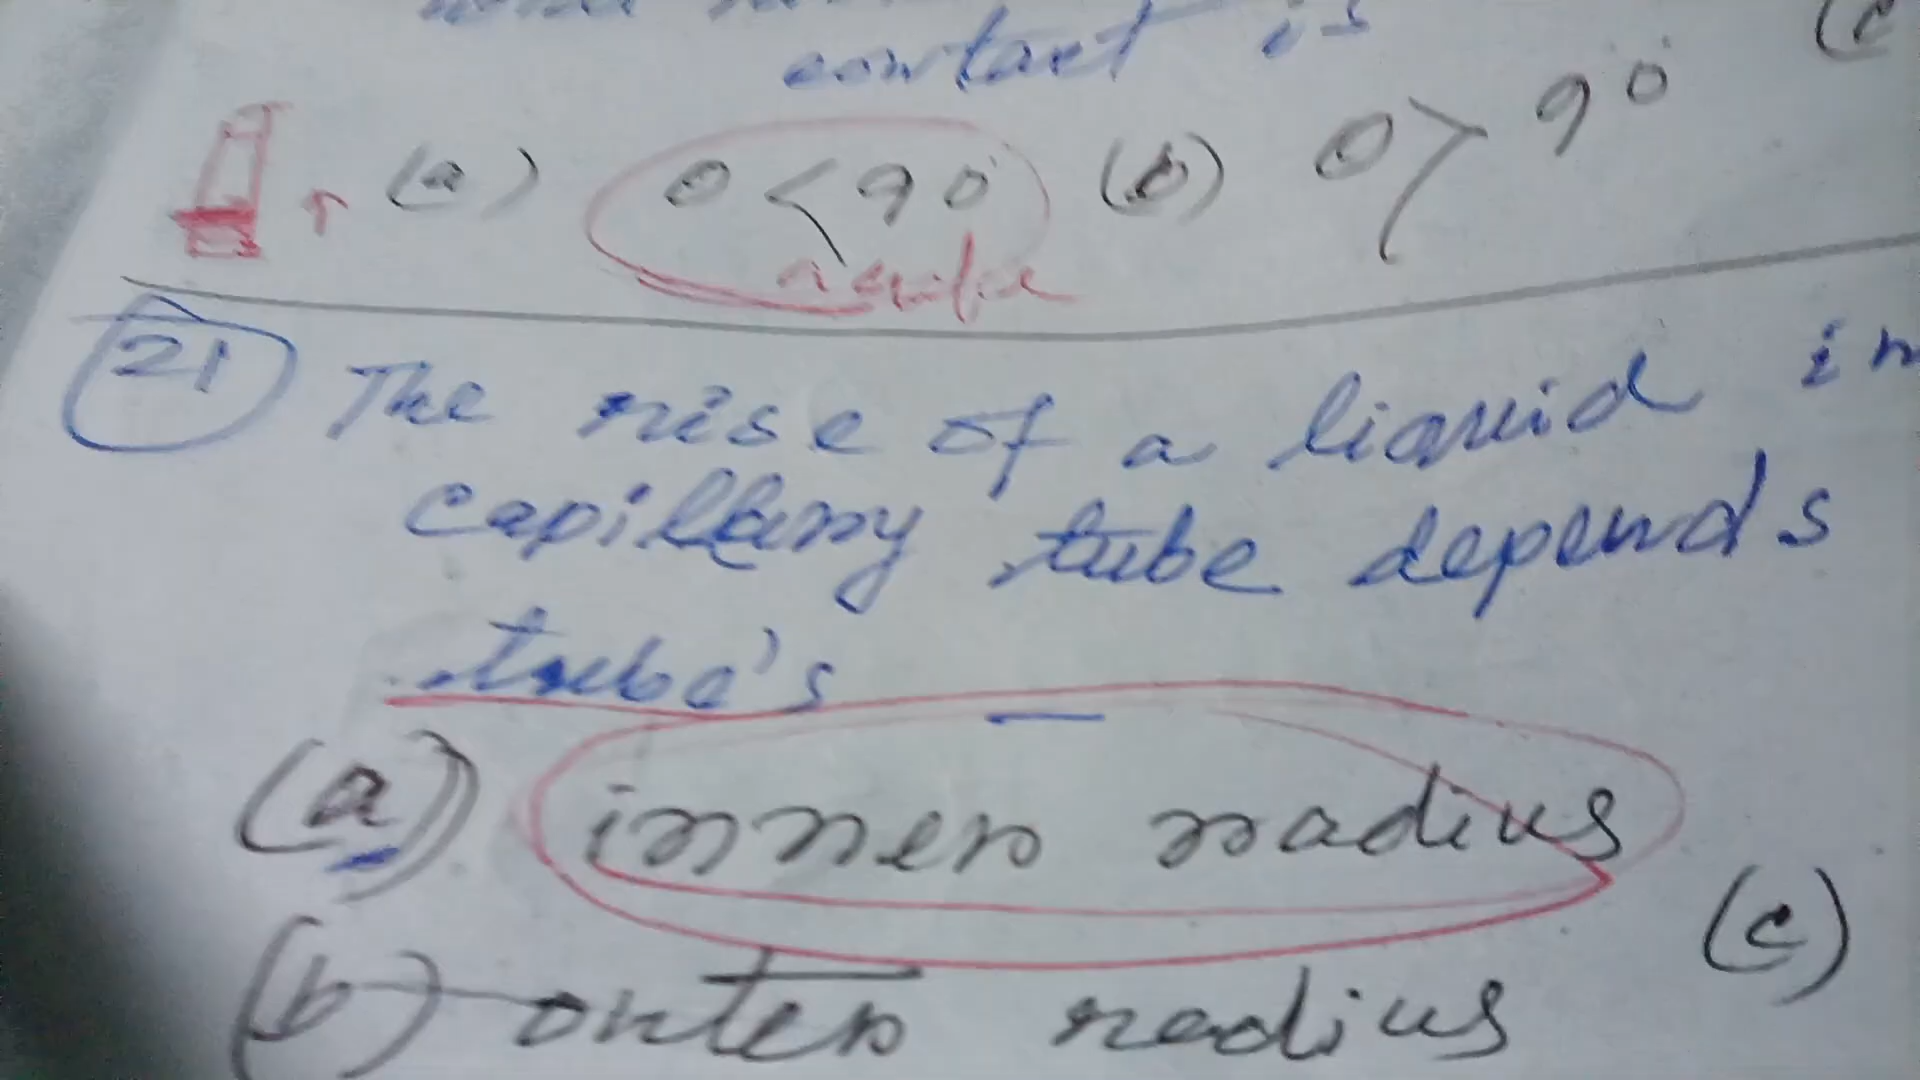 contact is
(c
(a) θ < 90° (b) θ > 90°
acute
21 The rise of a liquid in
capillary tube depends
tube's
(a) inner radius
(c)
(b) outer radius